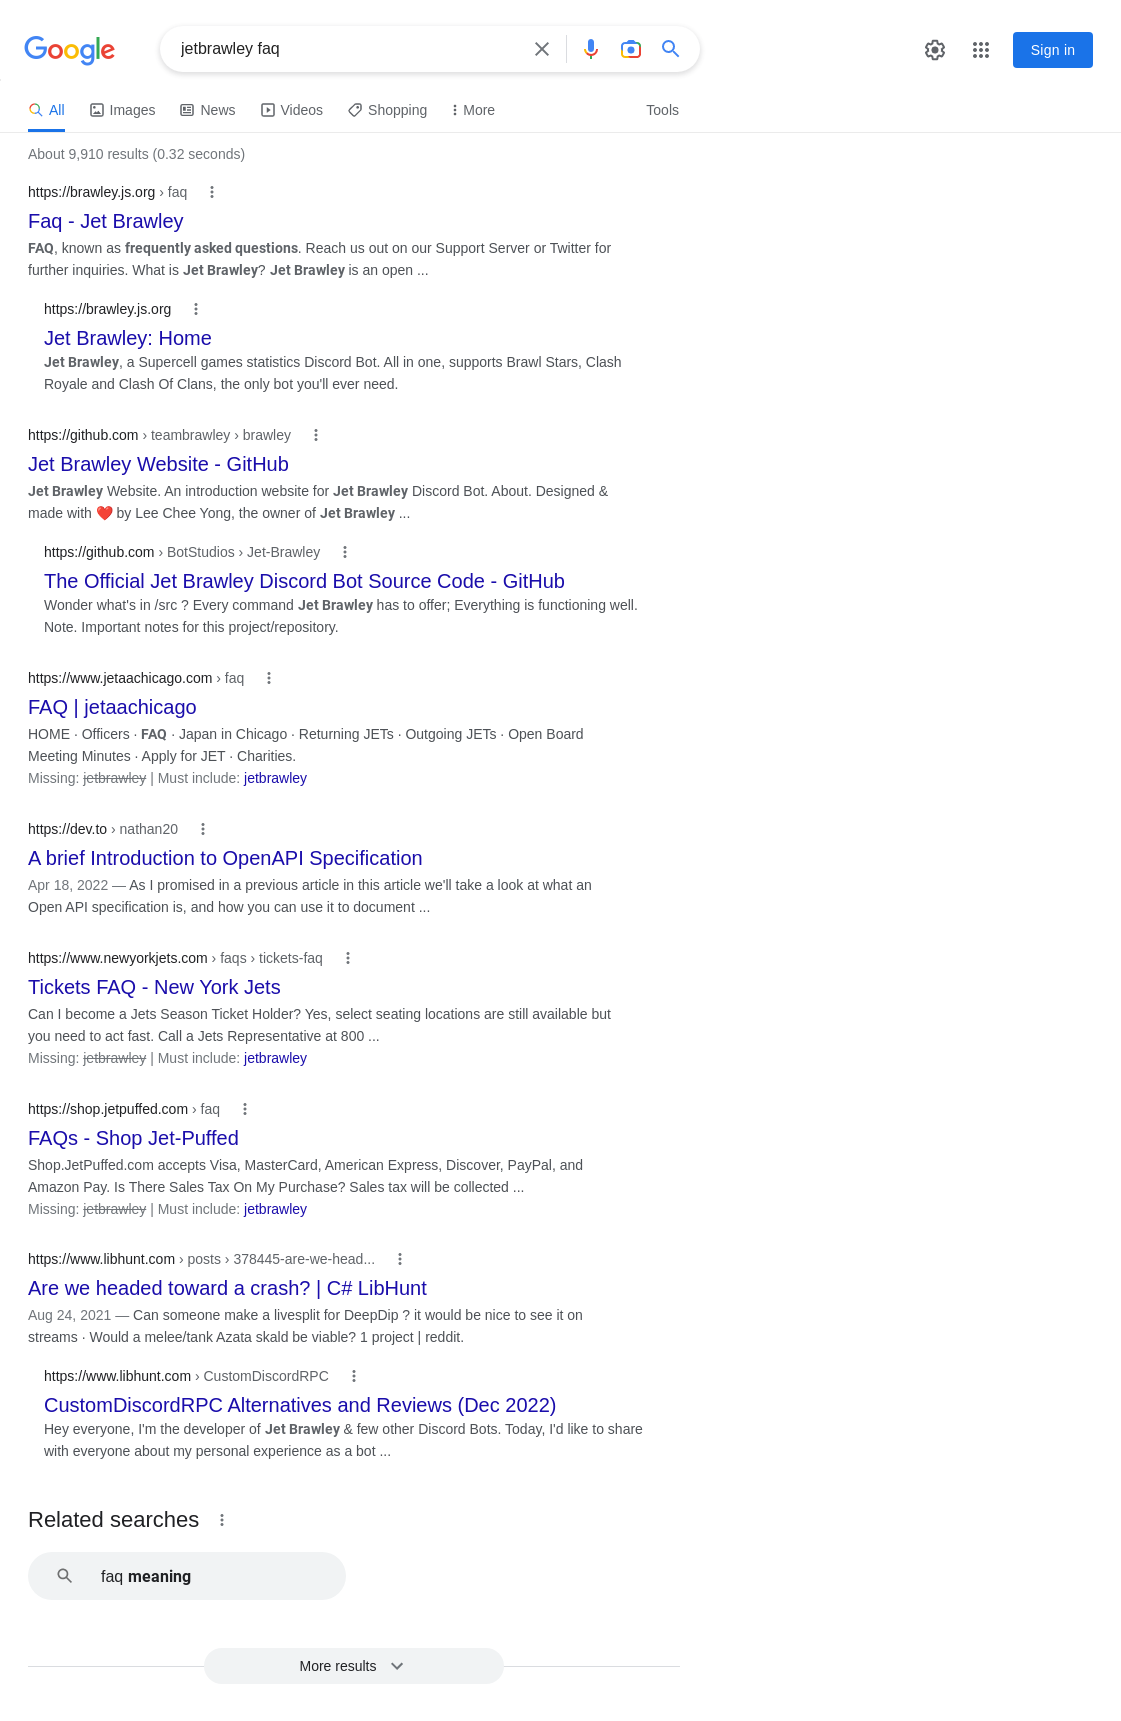 Google
jetbrawley faq
Sign in
All
Images
News
Videos
Shopping
More
Tools
About 9,910 results (0.32 seconds)
https://brawley.js.org › faq
Faq - Jet Brawley
FAQ, known as frequently asked questions. Reach us out on our Support Server or Twitter for
further inquiries. What is Jet Brawley? Jet Brawley is an open ...
https://brawley.js.org
Jet Brawley: Home
Jet Brawley, a Supercell games statistics Discord Bot. All in one, supports Brawl Stars, Clash
Royale and Clash Of Clans, the only bot you'll ever need.
https://github.com › teambrawley › brawley
Jet Brawley Website - GitHub
Jet Brawley Website. An introduction website for Jet Brawley Discord Bot. About. Designed &
made with ❤️ by Lee Chee Yong, the owner of Jet Brawley ...
https://github.com › BotStudios › Jet-Brawley
The Official Jet Brawley Discord Bot Source Code - GitHub
Wonder what's in /src ? Every command Jet Brawley has to offer; Everything is functioning well.
Note. Important notes for this project/repository.
https://www.jetaachicago.com › faq
FAQ | jetaachicago
HOME · Officers · FAQ · Japan in Chicago · Returning JETs · Outgoing JETs · Open Board
Meeting Minutes · Apply for JET · Charities.
Missing: jetbrawley | Must include: jetbrawley
https://dev.to › nathan20
A brief Introduction to OpenAPI Specification
Apr 18, 2022 — As I promised in a previous article in this article we'll take a look at what an
Open API specification is, and how you can use it to document ...
https://www.newyorkjets.com › faqs › tickets-faq
Tickets FAQ - New York Jets
Can I become a Jets Season Ticket Holder? Yes, select seating locations are still available but
you need to act fast. Call a Jets Representative at 800 ...
Missing: jetbrawley | Must include: jetbrawley
https://shop.jetpuffed.com › faq
FAQs - Shop Jet-Puffed
Shop.JetPuffed.com accepts Visa, MasterCard, American Express, Discover, PayPal, and
Amazon Pay. Is There Sales Tax On My Purchase? Sales tax will be collected ...
Missing: jetbrawley | Must include: jetbrawley
https://www.libhunt.com › posts › 378445-are-we-head...
Are we headed toward a crash? | C# LibHunt
Aug 24, 2021 — Can someone make a livesplit for DeepDip ? it would be nice to see it on
streams · Would a melee/tank Azata skald be viable? 1 project | reddit.
https://www.libhunt.com › CustomDiscordRPC
CustomDiscordRPC Alternatives and Reviews (Dec 2022)
Hey everyone, I'm the developer of Jet Brawley & few other Discord Bots. Today, I'd like to share
with everyone about my personal experience as a bot ...
Related searches
faq meaning
More results